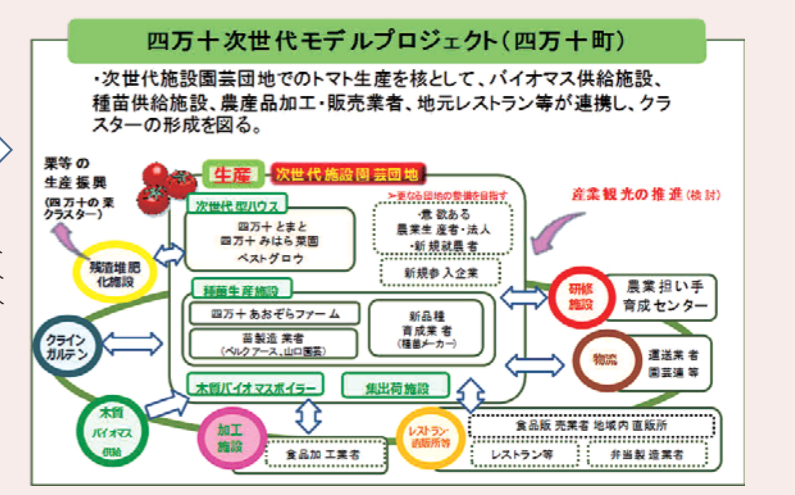 四万十次世代モデルプロジェクト(四万十町)
・次世代施設園芸団地でのトマト生産を核として、バイオマス供給施設、
種苗供給施設、農産品加工・販売業者、地元レストラン等が連携し、クラ
スターの形成を図る。
栗等の
生産振興
(四万十の栗
クラスター)
生産
次世代施設園芸団地
産業観光の推進(検討)
次世代型ハウス
四万十とまと
四万十みはら菜園
ベストグロウ
>更なる団地の整備を目指す
・意欲ある
農業生産者・法人
・新規就農者
新規参入企業
残渣堆肥
化施設
種苗生産施設
四万十あおぞらファーム
苗製造業者
(ベルクアース、山口園芸)
新品種
育成業者
(種苗メーカー)
研修
施設
農業担い手
育成センター
クライン
ガルテン
物流
運送業者
園芸連等
木質バイオマスボイラー
集出荷施設
木質
バイオマス
供給
加工
施設
食品加工業者
レストラン・
直販所等
食品販売業者 地域内直販所
レストラン等
弁当製造業者